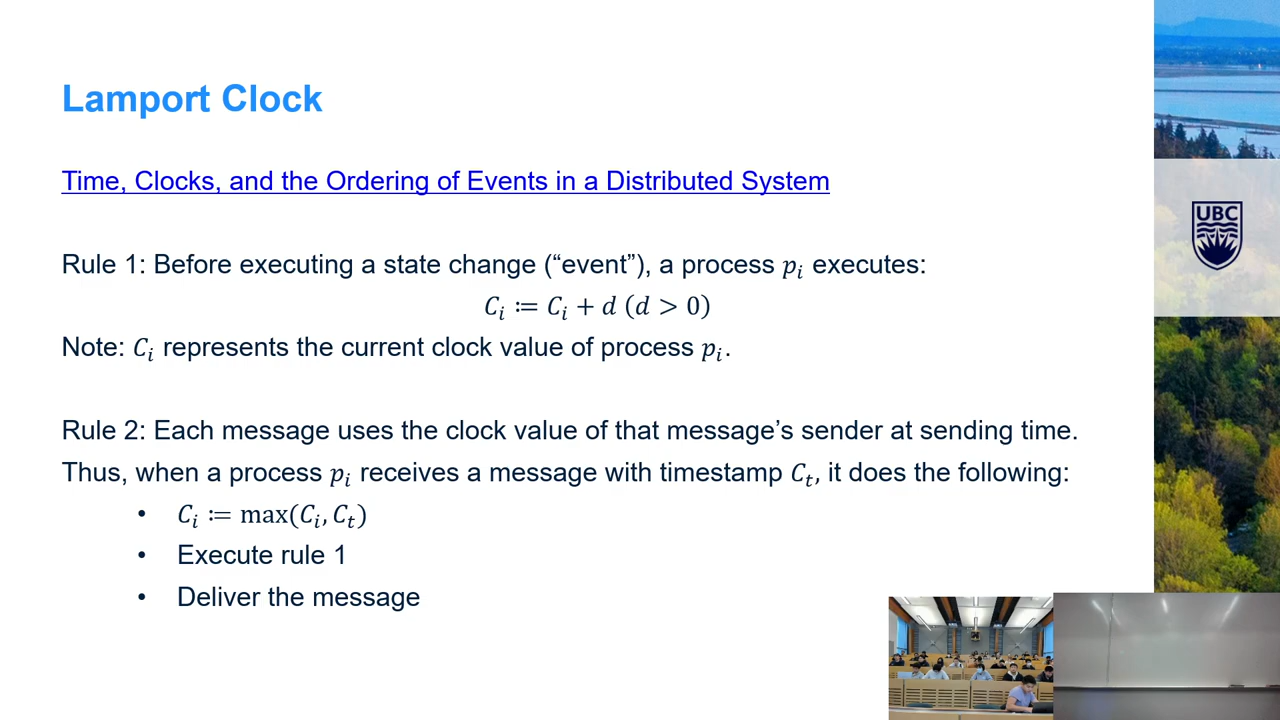 Lamport Clock
Time, Clocks, and the Ordering of Events in a Distributed System
UBC
Rule 1: Before executing a state change (“event”), a process pᵢ executes:
Cᵢ ≔ Cᵢ + d (d > 0)
Note: Cᵢ represents the current clock value of process pᵢ.
Rule 2: Each message uses the clock value of that message’s sender at sending time.
Thus, when a process pᵢ receives a message with timestamp Cₜ, it does the following:
• Cᵢ ≔ max(Cᵢ, Cₜ)
• Execute rule 1
• Deliver the message